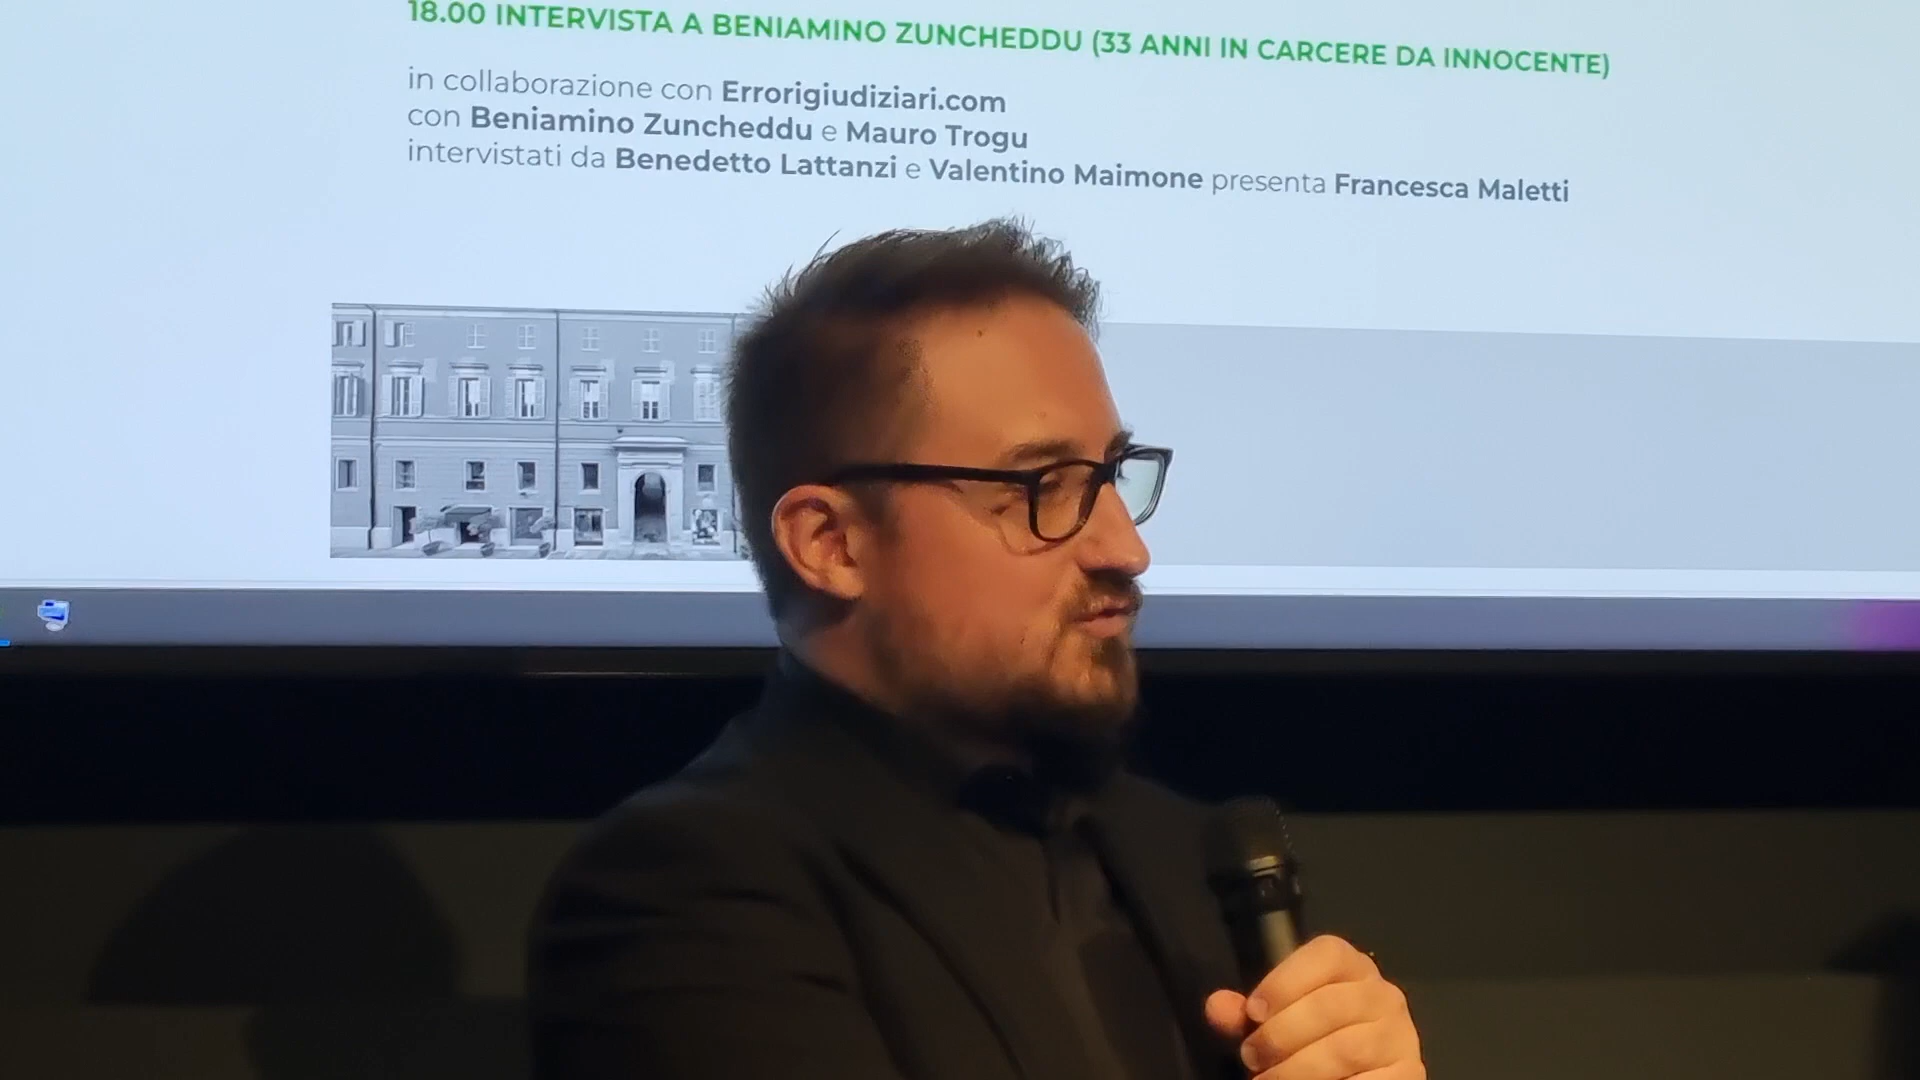 18.00 INTERVISTA A BENIAMINO ZUNCHEDDU (33 ANNI IN CARCERE DA INNOCENTE)
in collaborazione con Errorigiudiziari.com
con Beniamino Zuncheddu e Mauro Trogu
intervistati da Benedetto Lattanzi e Valentino Maimone presenta Francesca Maletti